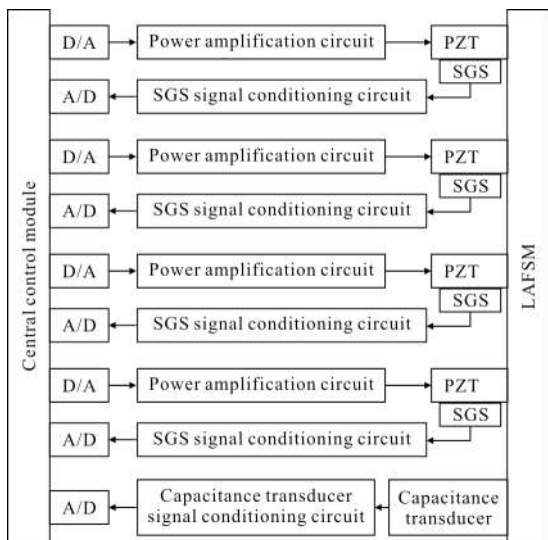 Central control module
D/A
Power amplification circuit
PZT
SGS
A/D
SGS signal conditioning circuit
D/A
Power amplification circuit
PZT
SGS
A/D
SGS signal conditioning circuit
D/A
Power amplification circuit
PZT
SGS
A/D
SGS signal conditioning circuit
D/A
Power amplification circuit
PZT
SGS
A/D
SGS signal conditioning circuit
A/D
Capacitance transducer
signal conditioning circuit
Capacitance
transducer
LAFSM